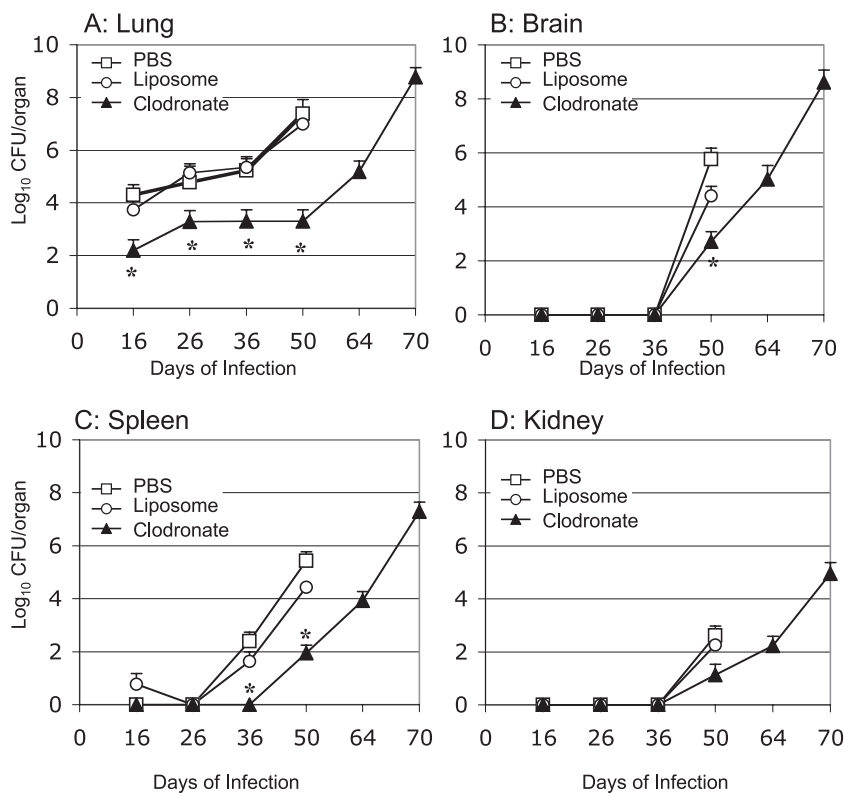 A: Lung
10
8
6
4
2
0
Log10 CFU/organ
PBS
Liposome
Clodronate
*
*
*
*
0 16 26 36 50 64 70
Days of Infection
B: Brain
10
8
6
4
2
0
PBS
Liposome
Clodronate
*
0 16 26 36 50 64 70
Days of Infection
C: Spleen
10
8
6
4
2
0
Log10 CFU/organ
PBS
Liposome
Clodronate
*
*
0 16 26 36 50 64 70
Days of Infection
D: Kidney
10
8
6
4
2
0
PBS
Liposome
Clodronate
0 16 26 36 50 64 70
Days of Infection